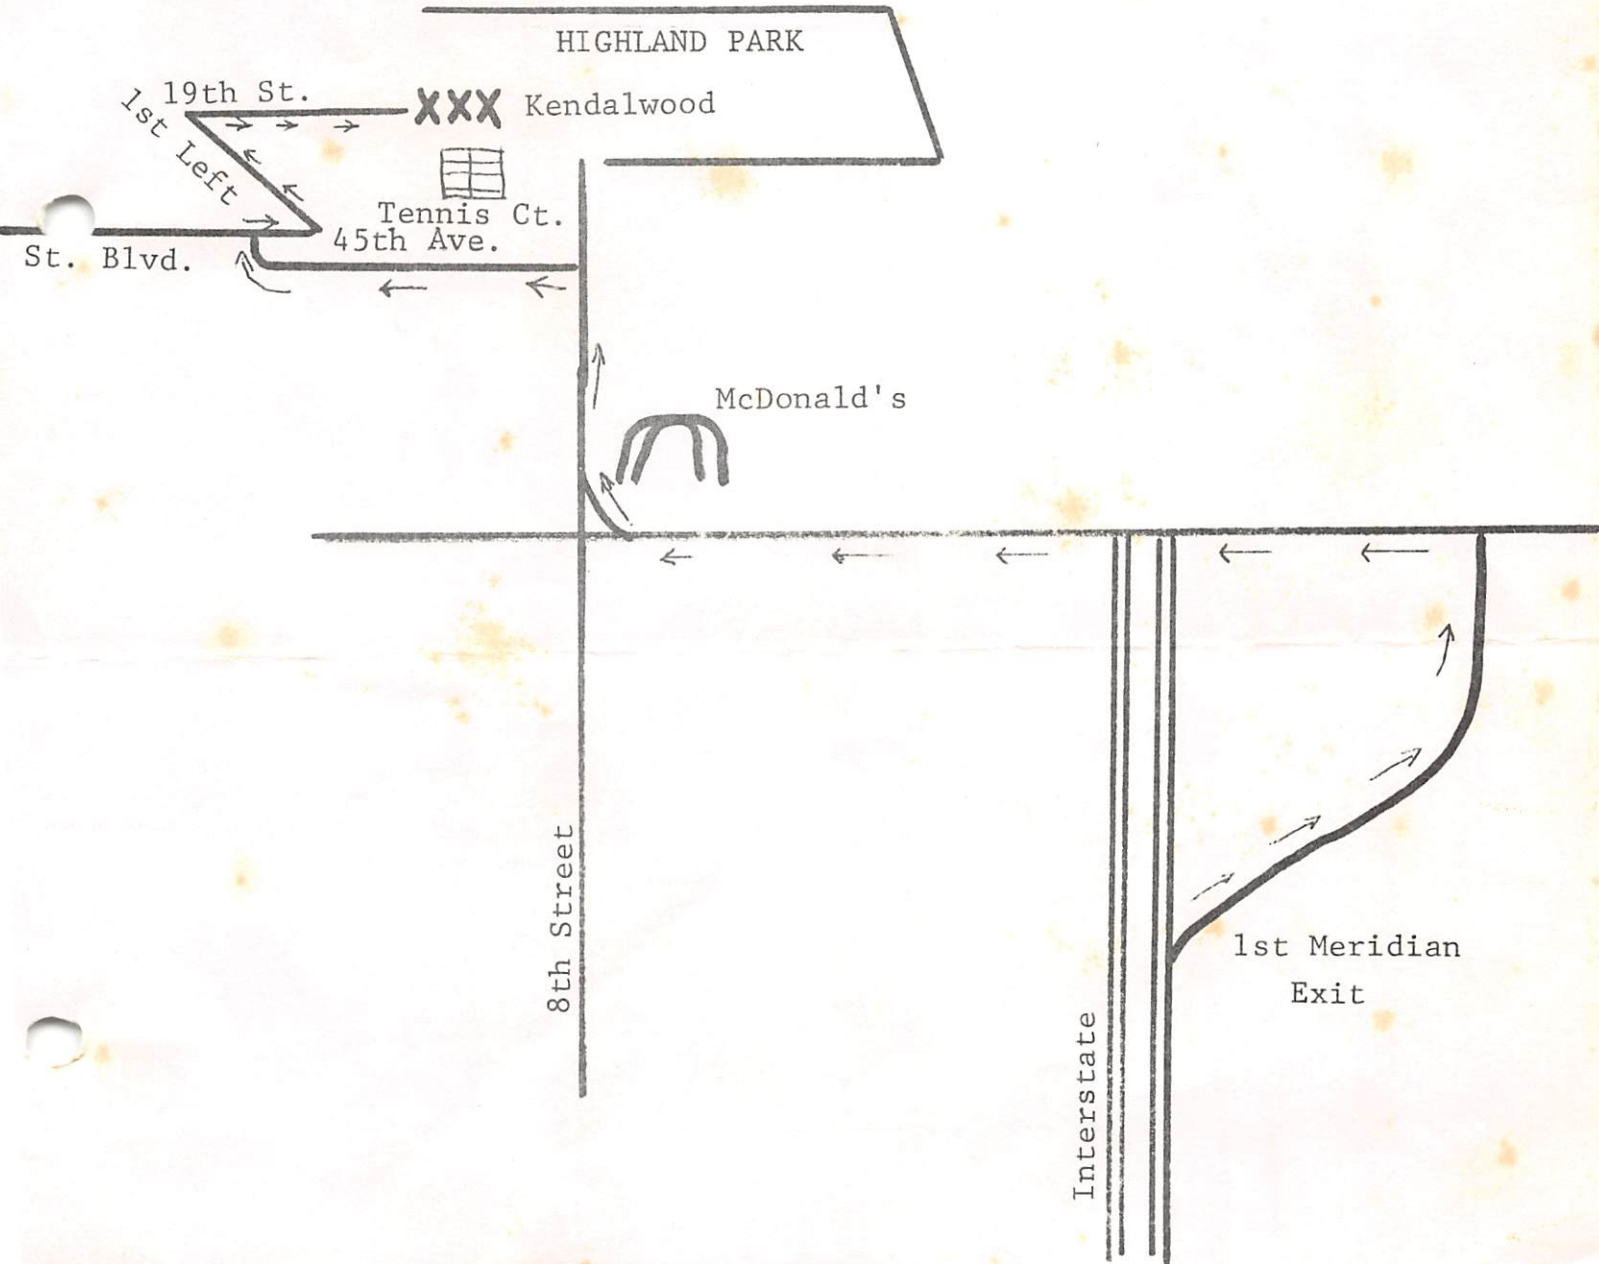 HIGHLAND PARK
19th St.
XXX Kendalwood
1st Left
Tennis Ct.
45th Ave.
St. Blvd.
McDonald's
8th Street
1st Meridian
Exit
Interstate